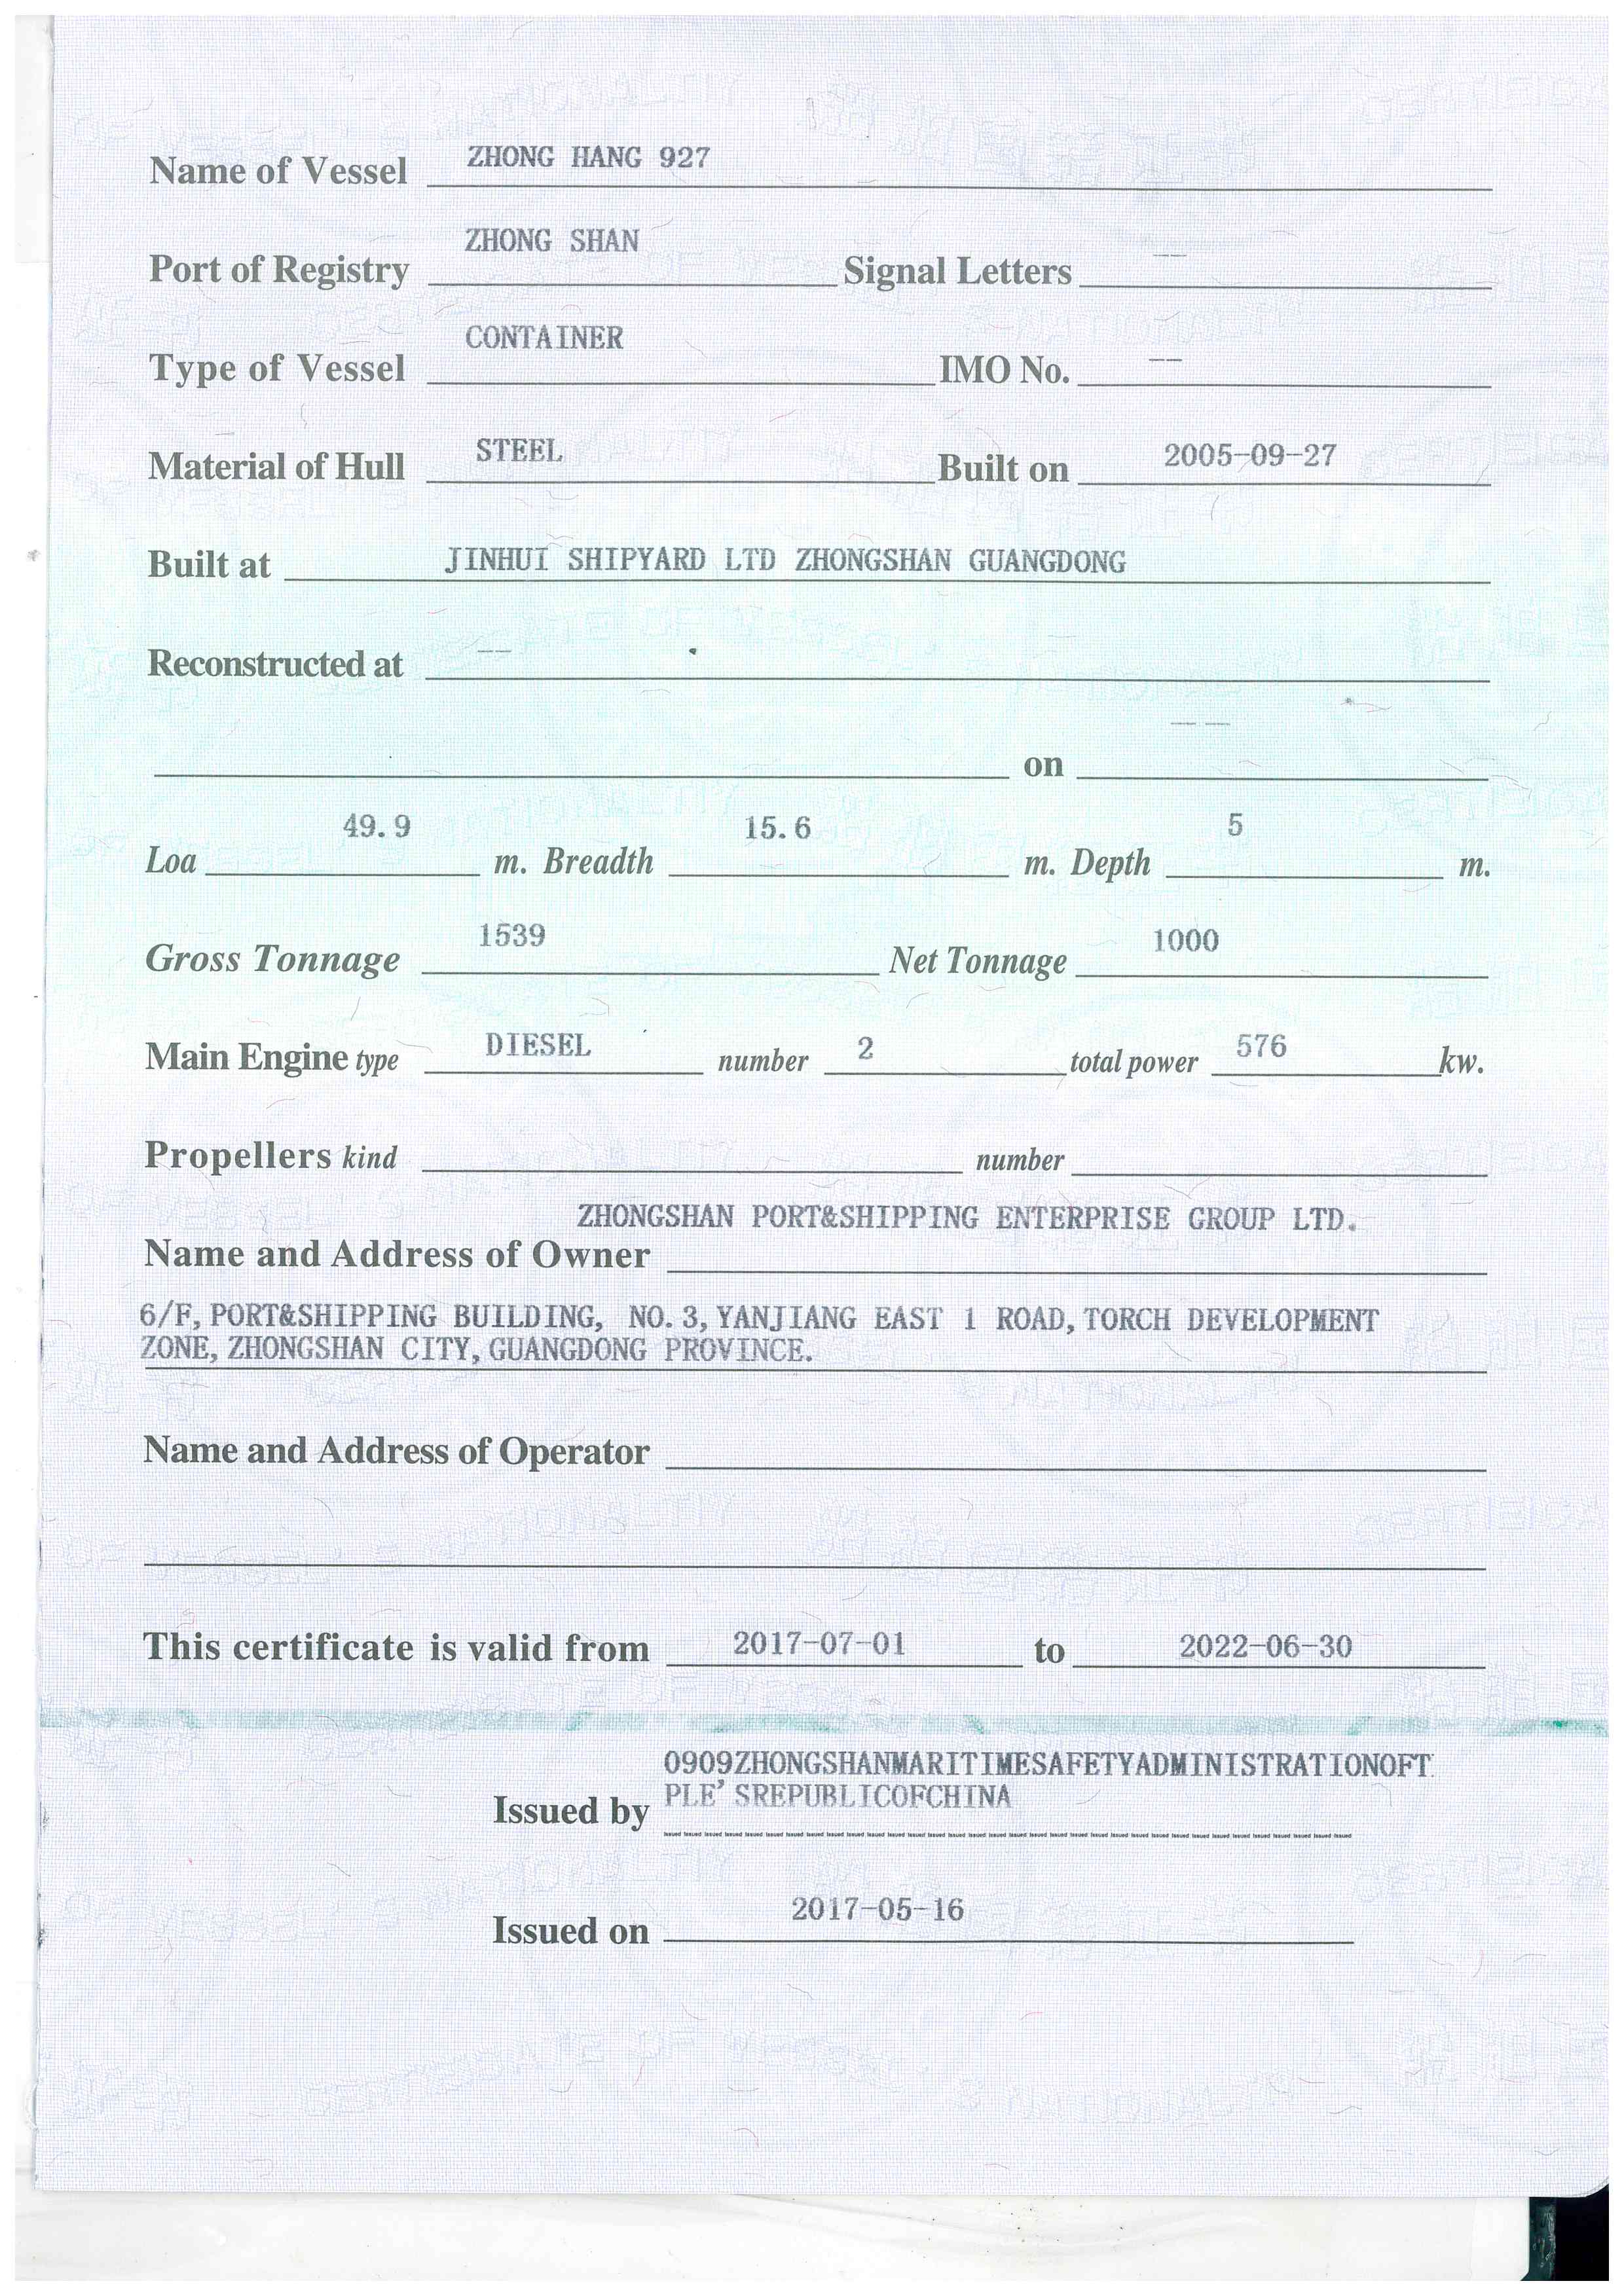 Name of Vessel ZHONG HANG 927
Port of Registry ZHONG SHAN Signal Letters --
Type of Vessel CONTAINER IMO No. --
Material of Hull STEEL Built on 2005-09-27
Built at JINHUI SHIPYARD LTD ZHONGSHAN GUANGDONG
Reconstructed at --
on -- --
Loa 49.9 m. Breadth 15.6 m. Depth 5 m.
Gross Tonnage 1539 Net Tonnage 1000
Main Engine type DIESEL number 2 total power 576 kw.
Propellers kind number
ZHONGSHAN PORT&SHIPPING ENTERPRISE GROUP LTD.
Name and Address of Owner
6/F, PORT&SHIPPING BUILDING, NO.3, YANJIANG EAST 1 ROAD, TORCH DEVELOPMENT
ZONE, ZHONGSHAN CITY, GUANGDONG PROVINCE.
Name and Address of Operator
This certificate is valid from 2017-07-01 to 2022-06-30
0909ZHONGSHANMARITIMESAFETYADMINISTRATIONOFT
Issued by PLE'SREPUBLICOFCHINA
Issued on 2017-05-16